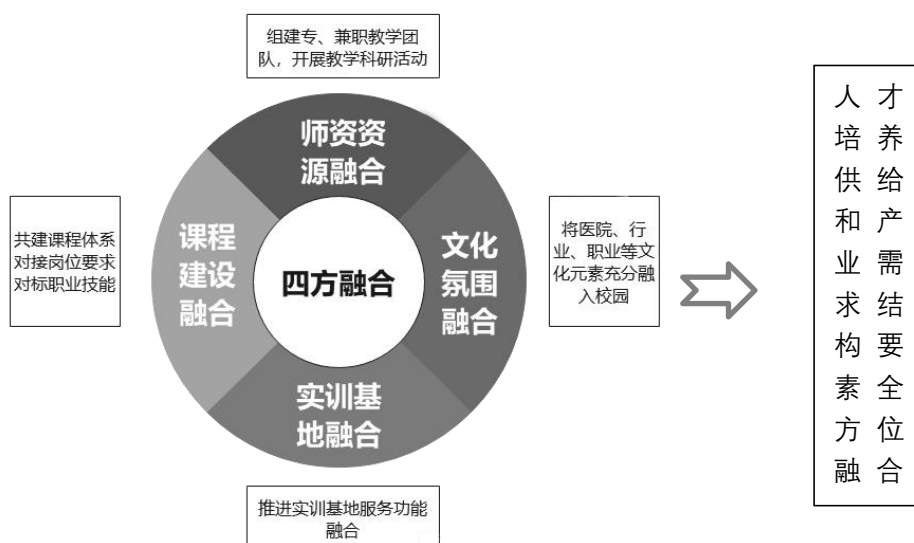 组建专、兼职教学团
队，开展教学科研活动
师资资
源融合
共建课程体系
对接岗位要求
对标职业技能
课程
建设
融合
四方融合
文化
氛围
融合
将医院、行
业、职业等文
化元素充分融
入校园
实训基
地融合
推进实训基地服务功能
融合
人才
培养
供给
和产
业需
求结
构要
素全
方位
融合